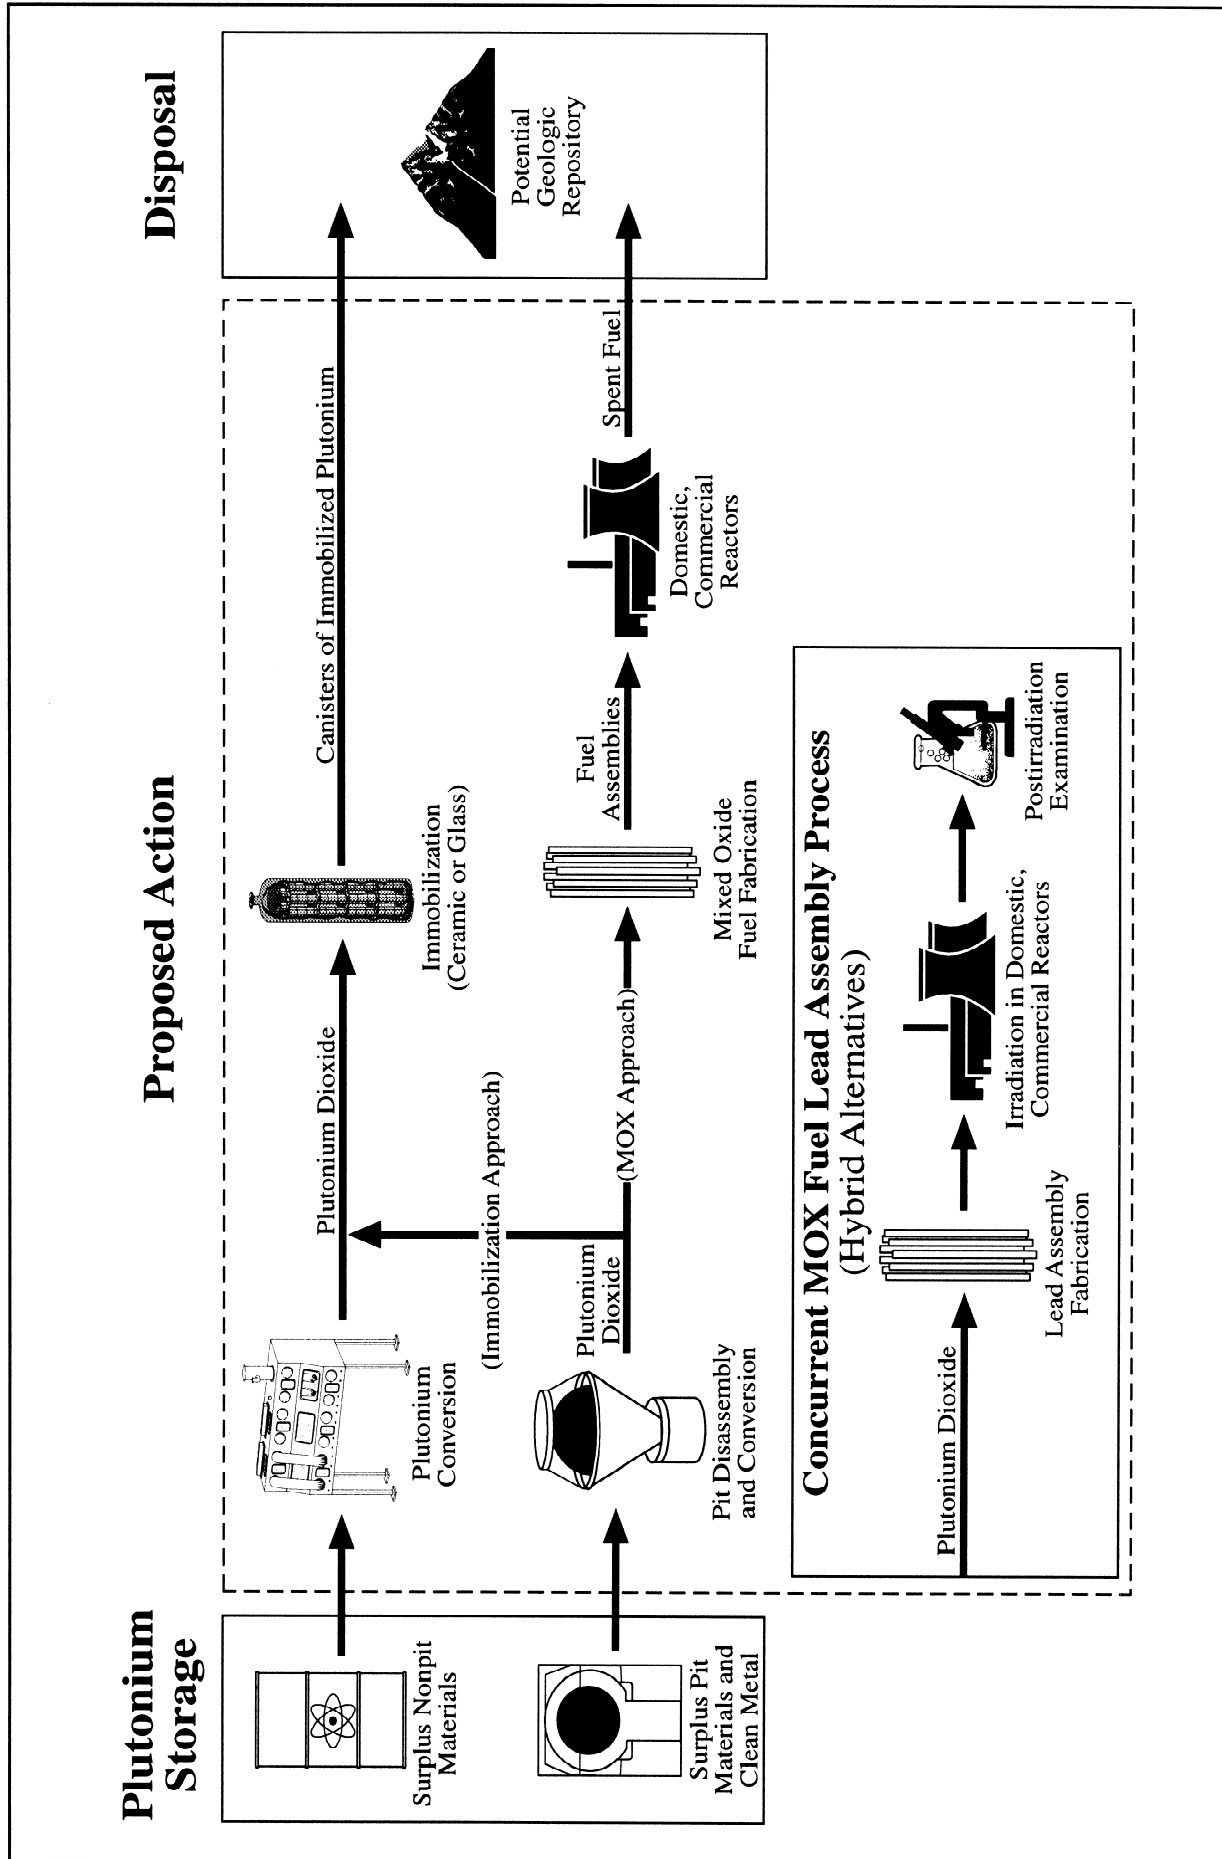 Plutonium
Storage
Proposed Action
Disposal
Surplus Nonpit
Materials
Plutonium
Conversion
Plutonium Dioxide
Immobilization
(Ceramic or Glass)
Canisters of Immobilized Plutonium
Potential
Geologic
Repository
(Immobilization Approach)
Surplus Pit
Materials and
Clean Metal
Pit Disassembly
and Conversion
Plutonium
Dioxide
(MOX Approach)
Mixed Oxide
Fuel Fabrication
Fuel
Assemblies
Domestic,
Commercial
Reactors
Spent Fuel
Concurrent MOX Fuel Lead Assembly Process
(Hybrid Alternatives)
Plutonium Dioxide
Lead Assembly
Fabrication
Irradiation in Domestic,
Commercial Reactors
Postirradiation
Examination